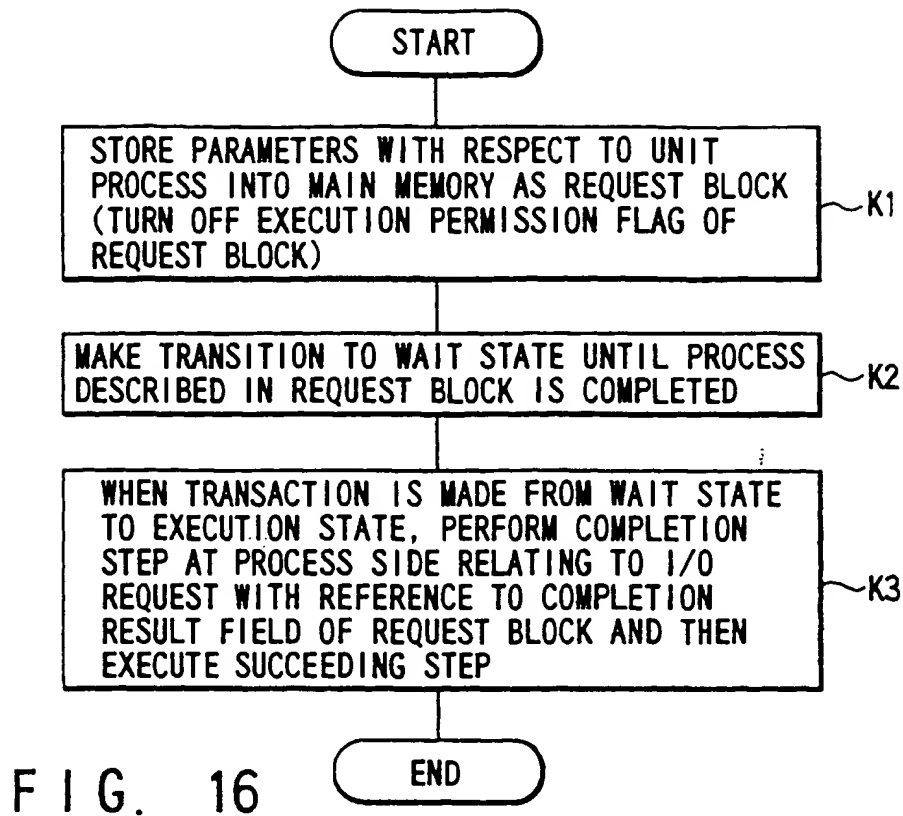 START
STORE PARAMETERS WITH RESPECT TO UNIT
PROCESS INTO MAIN MEMORY AS REQUEST BLOCK
(TURN OFF EXECUTION PERMISSION FLAG OF
REQUEST BLOCK)
K1
MAKE TRANSITION TO WAIT STATE UNTIL PROCESS
DESCRIBED IN REQUEST BLOCK IS COMPLETED
K2
WHEN TRANSACTION IS MADE FROM WAIT STATE
TO EXECUTION STATE, PERFORM COMPLETION
STEP AT PROCESS SIDE RELATING TO I/O
REQUEST WITH REFERENCE TO COMPLETION
RESULT FIELD OF REQUEST BLOCK AND THEN
EXECUTE SUCCEEDING STEP
K3
END
FIG. 16